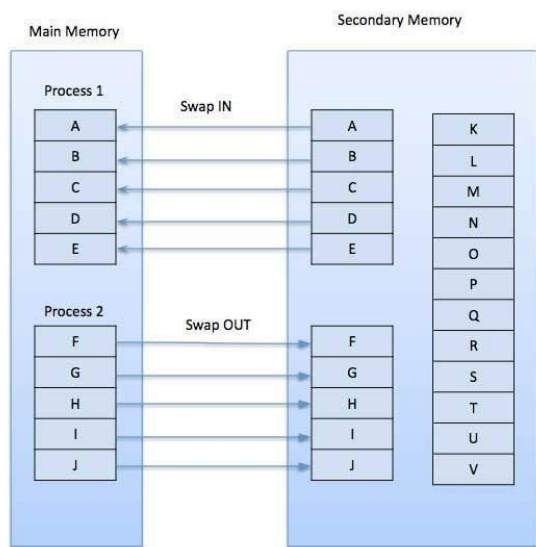 Main Memory
Secondary Memory
Process 1
Swap IN
A
B
C
D
E
Process 2
Swap OUT
F
G
H
I
J
A
B
C
D
E
F
G
H
I
J
K
L
M
N
O
P
Q
R
S
T
U
V